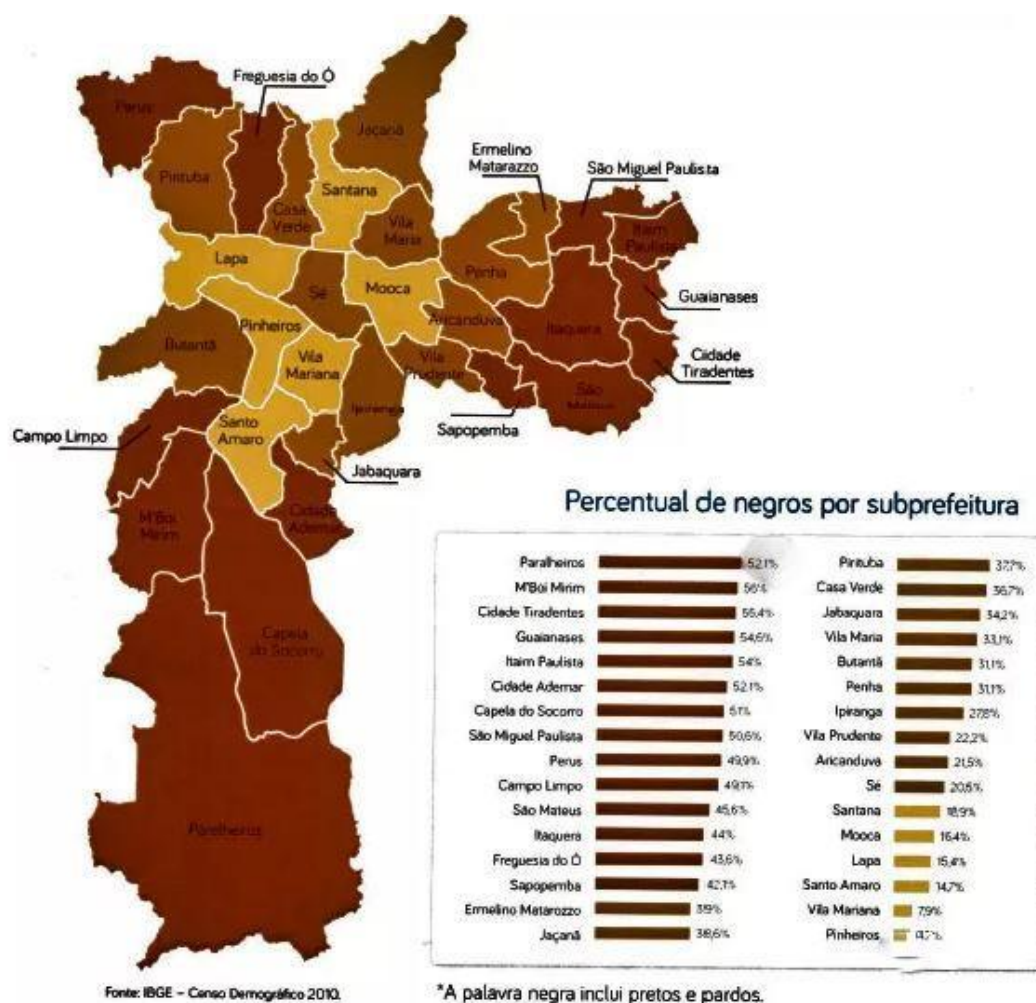 Freguesia do Ó
Perus
Jaçanã
Ermelino
Matarazzo
São Miguel Paulista
Pirituba
Santana
Casa
Verde
Vila
Maria
Itaim
Paulista
Lapa
Penha
Sé
Mooca
Guaianases
Pinheiros
Aricanduva
Itaquera
Butantã
Vila
Mariana
Vila
Prudente
Cidade
Tiradentes
São
Mateus
Ipiranga
Santo
Amaro
Sapopemba
Campo Limpo
Jabaquara
Cidade
Ademar
M'Boi
Mirim
Capela
do Socorro
Parelheiros
Percentual de negros por subprefeitura
Paralheiros 52,1%
M'Boi Mirim 56%
Cidade Tiradentes 55,4%
Guaianases 54,6%
Itaim Paulista 54%
Cidade Ademar 52,1%
Capela do Socorro 51%
São Miguel Paulista 50,6%
Perus 49,9%
Campo Limpo 49,1%
São Mateus 45,6%
Itaquera 44%
Freguesia do Ó 43,6%
Sapopemba 42,1%
Ermelino Matarozzo 39%
Jaçanã 38,6%
Pirituba 37,7%
Casa Verde 36,7%
Jabaquara 34,2%
Vila Maria 33,1%
Butantã 31,1%
Penha 31,1%
Ipiranga 27,8%
Vila Prudente 22,2%
Aricanduva 21,5%
Sé 20,6%
Santana 18,9%
Mooca 16,4%
Lapa 15,4%
Santo Amaro 14,7%
Vila Mariana 7,9%
Pinheiros
Fonte: IBGE – Censo Demográfico 2010.
*A palavra negra inclui pretos e pardos.